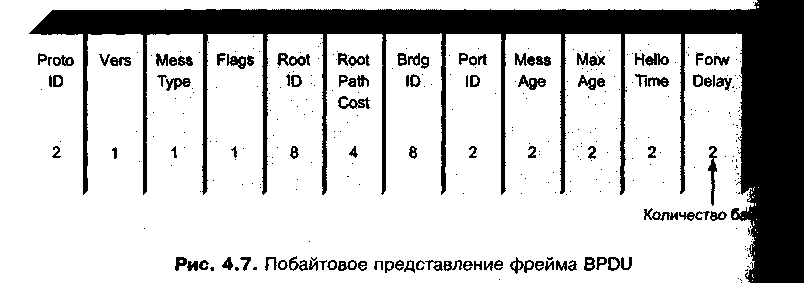 Proto Vers Mess Flags Root Root Brdg Port Mess Max Hello Forw
ID Type ID Path ID ID Age Age Time Delay
Cost
2 1 1 1 8 4 8 2 2 2 2 2
Количество
Рис. 4.7. Побайтовое представление фрейма BPDU